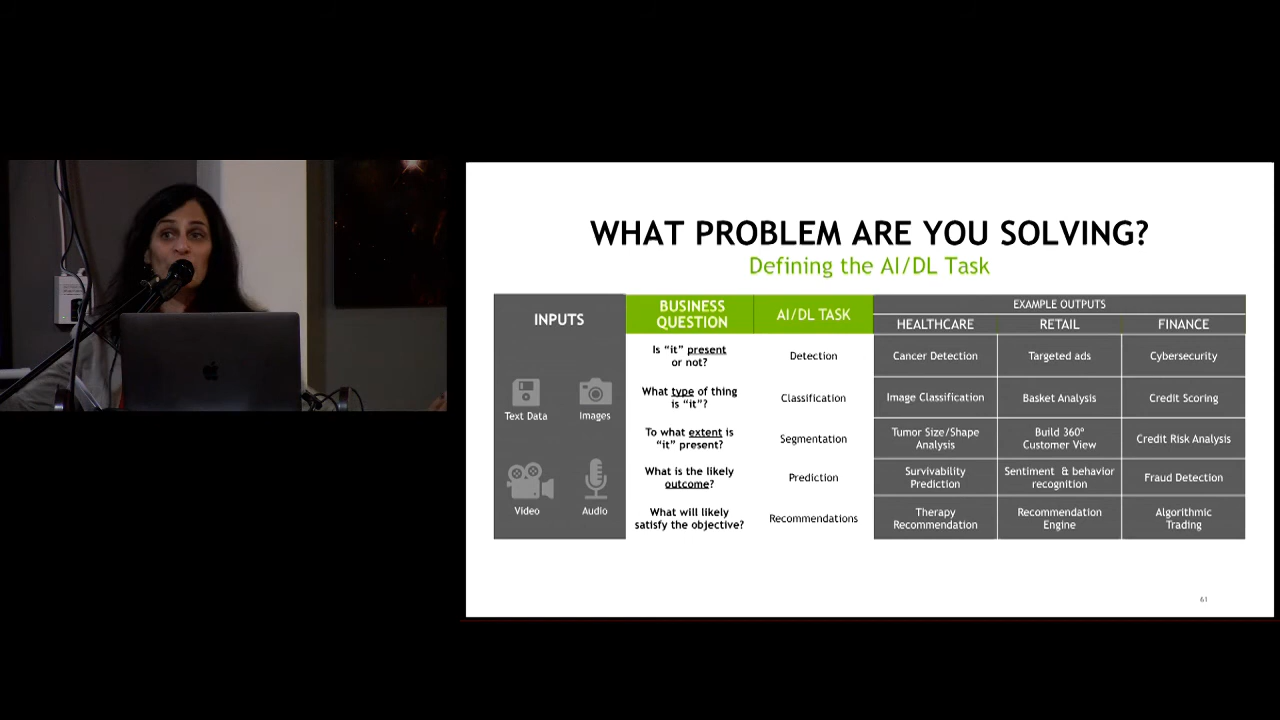 WHAT PROBLEM ARE YOU SOLVING?
Defining the AI/DL Task
INPUTS
Text Data
Images
Video
Audio
BUSINESS
QUESTION
AI/DL TASK
EXAMPLE OUTPUTS
HEALTHCARE
RETAIL
FINANCE
Is “it” present
or not?
Detection
Cancer Detection
Targeted ads
Cybersecurity
What type of thing
is “it”?
Classification
Image Classification
Basket Analysis
Credit Scoring
To what extent is
“it” present?
Segmentation
Tumor Size/Shape
Analysis
Build 360°
Customer View
Credit Risk Analysis
What is the likely
outcome?
Prediction
Survivability
Prediction
Sentiment & behavior
recognition
Fraud Detection
What will likely
satisfy the objective?
Recommendations
Therapy
Recommendation
Recommendation
Engine
Algorithmic
Trading
61